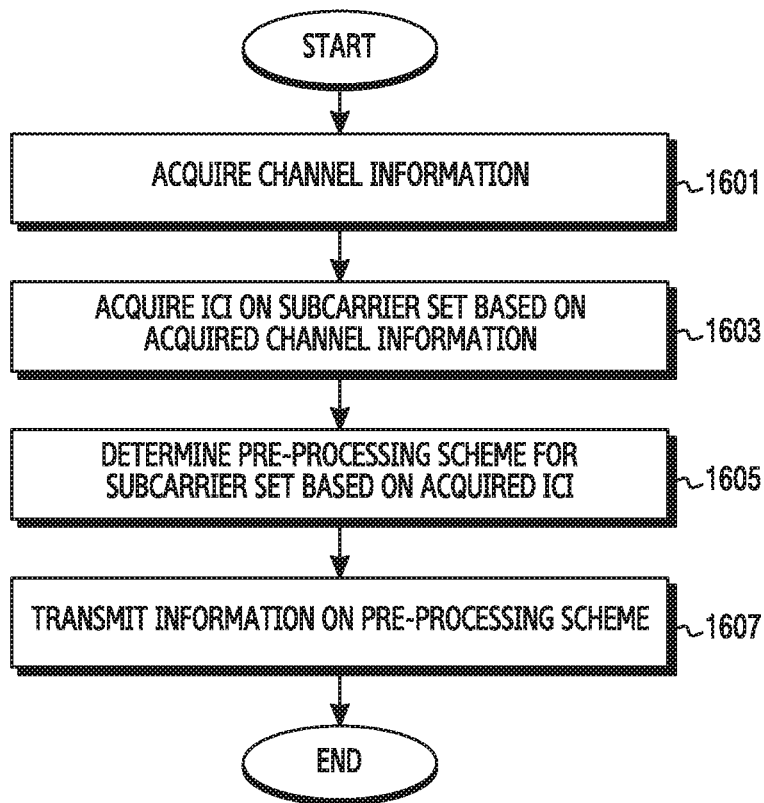 START
ACQUIRE CHANNEL INFORMATION
1601
ACQUIRE ICI ON SUBCARRIER SET BASED ON
ACQUIRED CHANNEL INFORMATION
1603
DETERMINE PRE-PROCESSING SCHEME FOR
SUBCARRIER SET BASED ON ACQUIRED ICI
1605
TRANSMIT INFORMATION ON PRE-PROCESSING SCHEME
1607
END